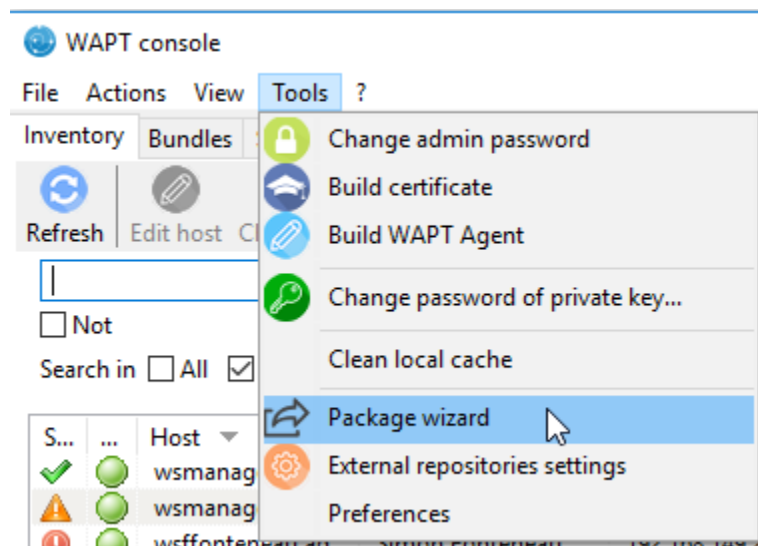 WAPT console
File Actions View Tools ?
Inventory Bundles
Change admin password
Build certificate
Refresh Edit host
Build WAPT Agent
Change password of private key...
Not
Search in All
Clean local cache
Package wizard
S... ... Host
External repositories settings
wsmanag
Preferences
wsmanag